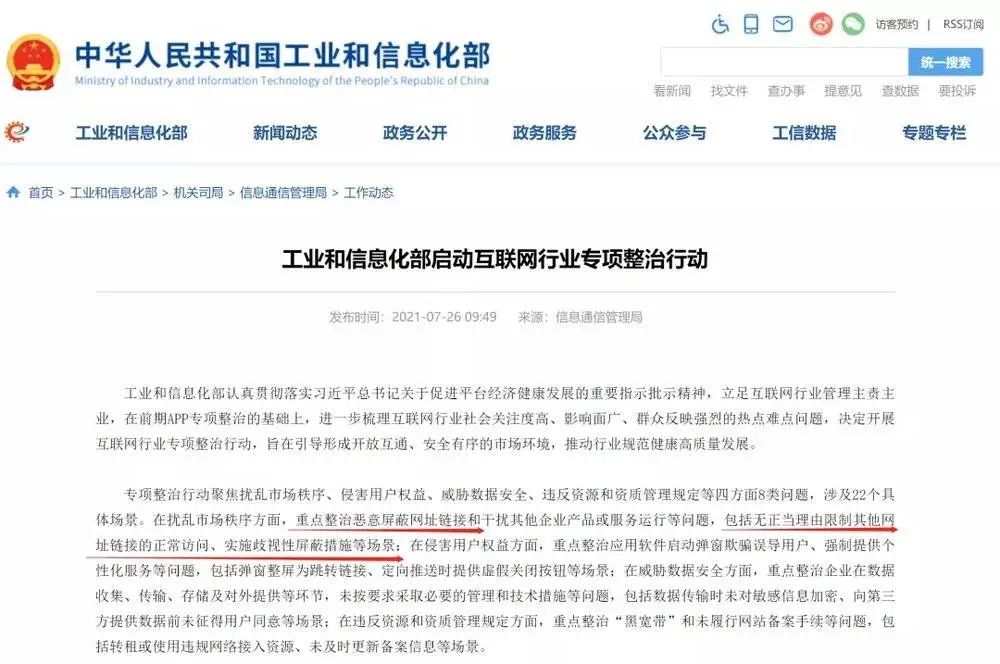 访客预约 | RSS订阅
中华人民共和国工业和信息化部
Ministry of Industry and Information Technology of the People's Republic of China
统一搜索
看新闻 找文件 查办事 提意见 查数据 要投诉
工业和信息化部 新闻动态 政务公开 政务服务 公众参与 工信数据 专题专栏
首页 > 工业和信息化部 > 机关司局 > 信息通信管理局 > 工作动态
工业和信息化部启动互联网行业专项整治行动
发布时间：2021-07-26 09:49 来源：信息通信管理局
工业和信息化部认真贯彻落实习近平总书记关于促进平台经济健康发展的重要指示批示精神，立足互联网行业管理主责主
业，在前期APP专项整治的基础上，进一步梳理互联网行业社会关注度高、影响面广、群众反映强烈的热点难点问题，决定开展
互联网行业专项整治行动，旨在引导形成开放互通、安全有序的市场环境，推动行业规范健康高质量发展。
专项整治行动聚焦扰乱市场秩序、侵害用户权益、威胁数据安全、违反资源和资质管理规定等四方面8类问题，涉及22个具
体场景。在扰乱市场秩序方面，重点整治恶意屏蔽网址链接和干扰其他企业产品或服务运行等问题，包括无正当理由限制其他网
址链接的正常访问、实施歧视性屏蔽措施等场景；在侵害用户权益方面，重点整治应用软件启动弹窗欺骗误导用户、强制提供个
性化服务等问题，包括弹窗整屏为跳转链接、定向推送时提供虚假关闭按钮等场景；在威胁数据安全方面，重点整治企业在数据
收集、传输、存储及对外提供等环节，未按要求采取必要的管理和技术措施等问题，包括数据传输时未对敏感信息加密、向第三
方提供数据前未征得用户同意等场景；在违反资源和资质管理规定方面，重点整治“黑宽带”和未履行网站备案手续等问题，包
括转租或使用违规网络接入资源、未及时更新备案信息等场景。